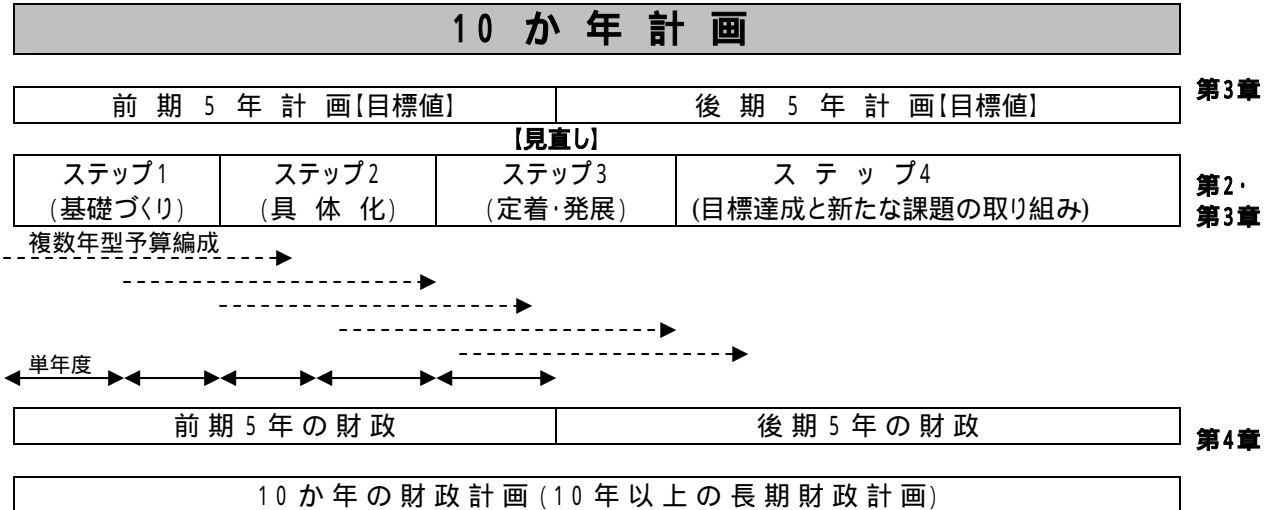 10か年計画
第3章
前期5年計画【目標値】 後期5年計画【目標値】
【見直し】
ステップ1 ステップ2 ステップ3 ステップ4
(基礎づくり) (具体化) (定着・発展) (目標達成と新たな課題の取り組み)
第2・
第3章
複数年型予算編成
単年度
前期5年の財政 後期5年の財政
第4章
10か年の財政計画(10年以上の長期財政計画)